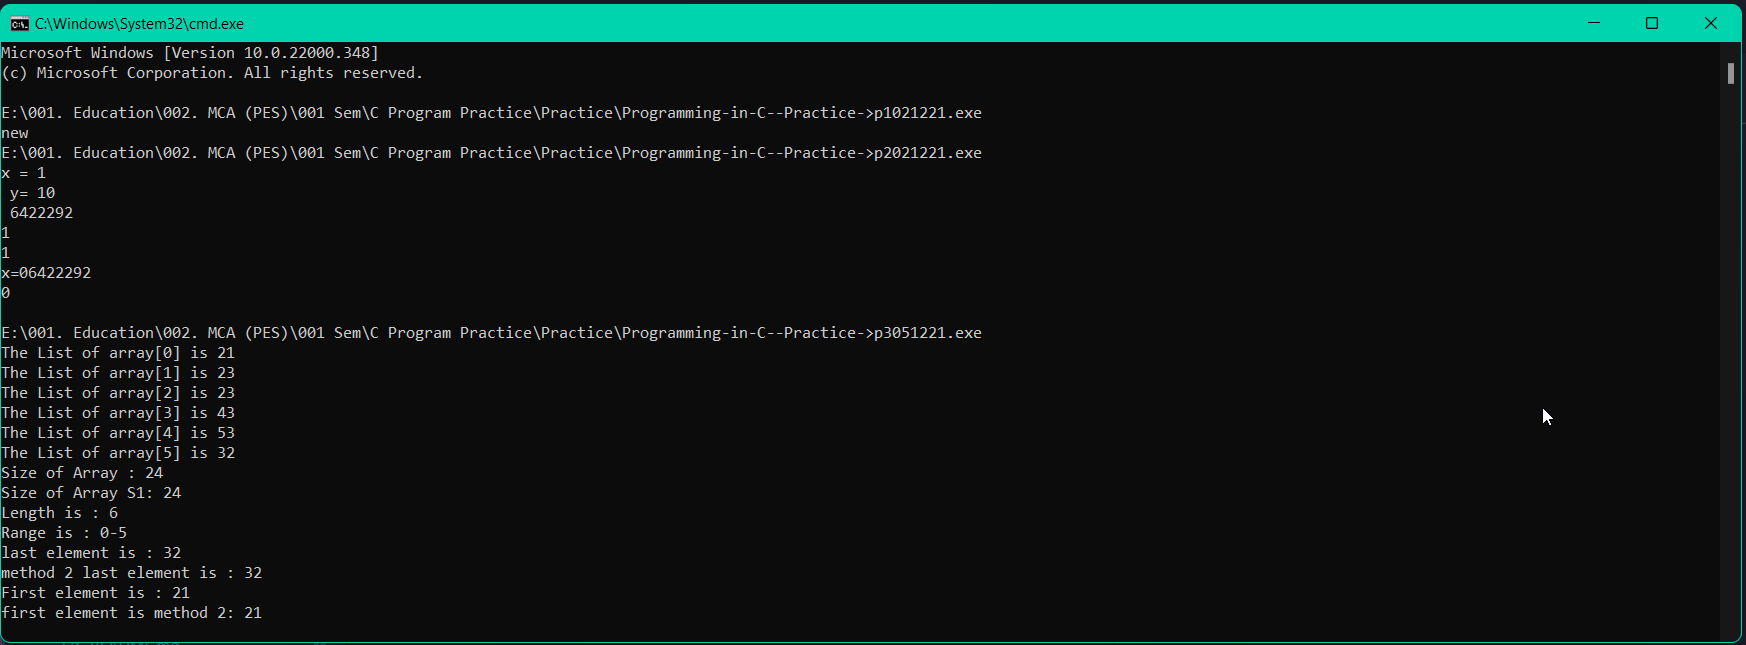 C:\Windows\System32\cmd.exe
Microsoft Windows [Version 10.0.22000.348]
(c) Microsoft Corporation. All rights reserved.
E:\001. Education\002. MCA (PES)\001 Sem\C Program Practice\Practice\Programming-in-C--Practice->p1021221.exe
new
E:\001. Education\002. MCA (PES)\001 Sem\C Program Practice\Practice\Programming-in-C--Practice->p2021221.exe
x = 1
 y= 10
 6422292
1
1
x=06422292
0
E:\001. Education\002. MCA (PES)\001 Sem\C Program Practice\Practice\Programming-in-C--Practice->p3051221.exe
The List of array[0] is 21
The List of array[1] is 23
The List of array[2] is 23
The List of array[3] is 43
The List of array[4] is 53
The List of array[5] is 32
Size of Array : 24
Size of Array S1: 24
Length is : 6
Range is : 0-5
last element is : 32
method 2 last element is : 32
First element is : 21
first element is method 2: 21